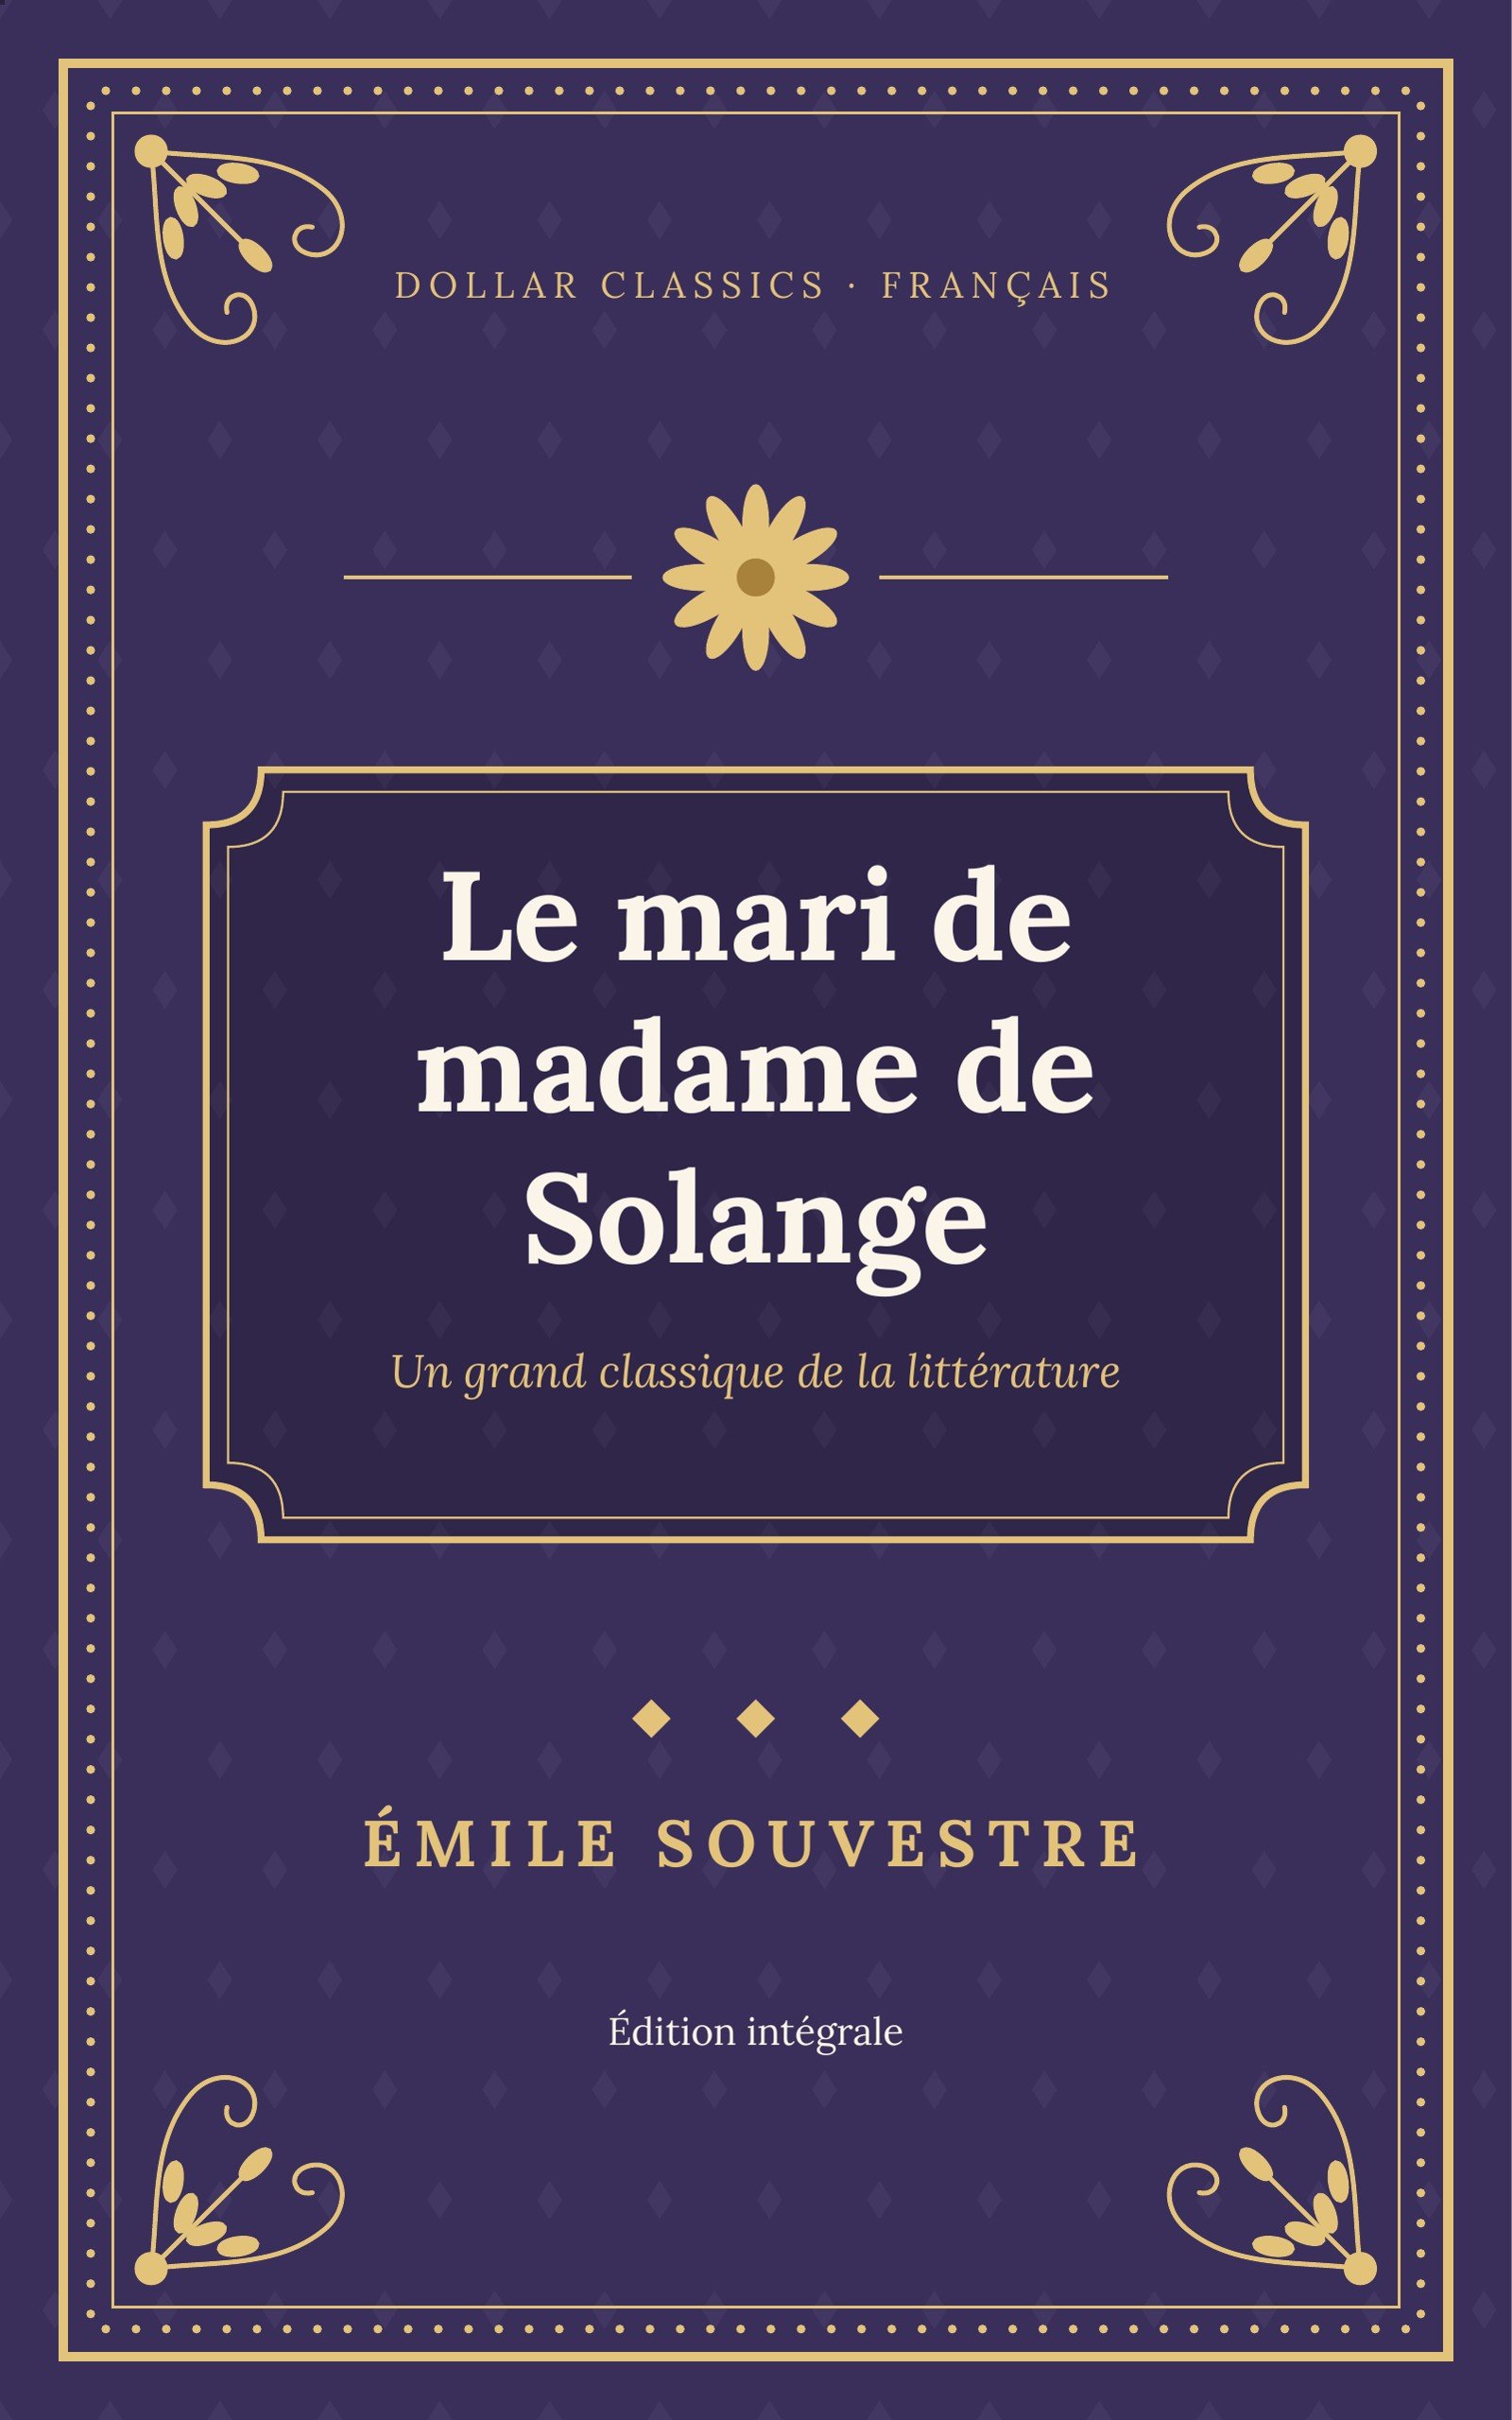 DOLLAR CLASSICS · FRANÇAIS
Le mari de
madame de
Solange
Un grand classique de la littérature
ÉMILE SOUVESTRE
Édition intégrale